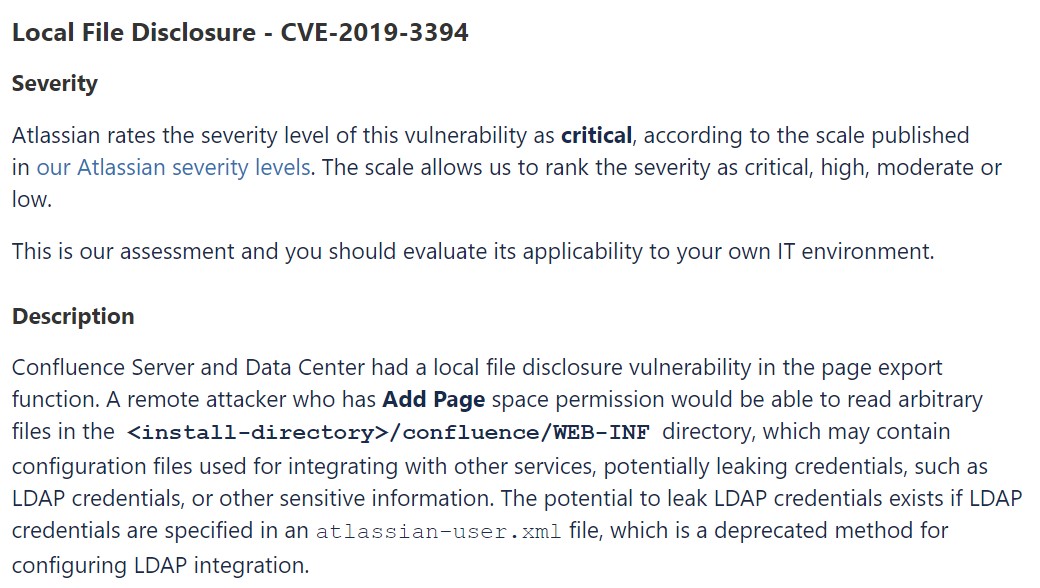 Local File Disclosure - CVE-2019-3394
Severity
Atlassian rates the severity level of this vulnerability as critical, according to the scale published
in our Atlassian severity levels. The scale allows us to rank the severity as critical, high, moderate or
low.
This is our assessment and you should evaluate its applicability to your own IT environment.
Description
Confluence Server and Data Center had a local file disclosure vulnerability in the page export
function. A remote attacker who has Add Page space permission would be able to read arbitrary
files in the <install-directory>/confluence/WEB-INF directory, which may contain
configuration files used for integrating with other services, potentially leaking credentials, such as
LDAP credentials, or other sensitive information. The potential to leak LDAP credentials exists if LDAP
credentials are specified in an atlassian-user.xml file, which is a deprecated method for
configuring LDAP integration.